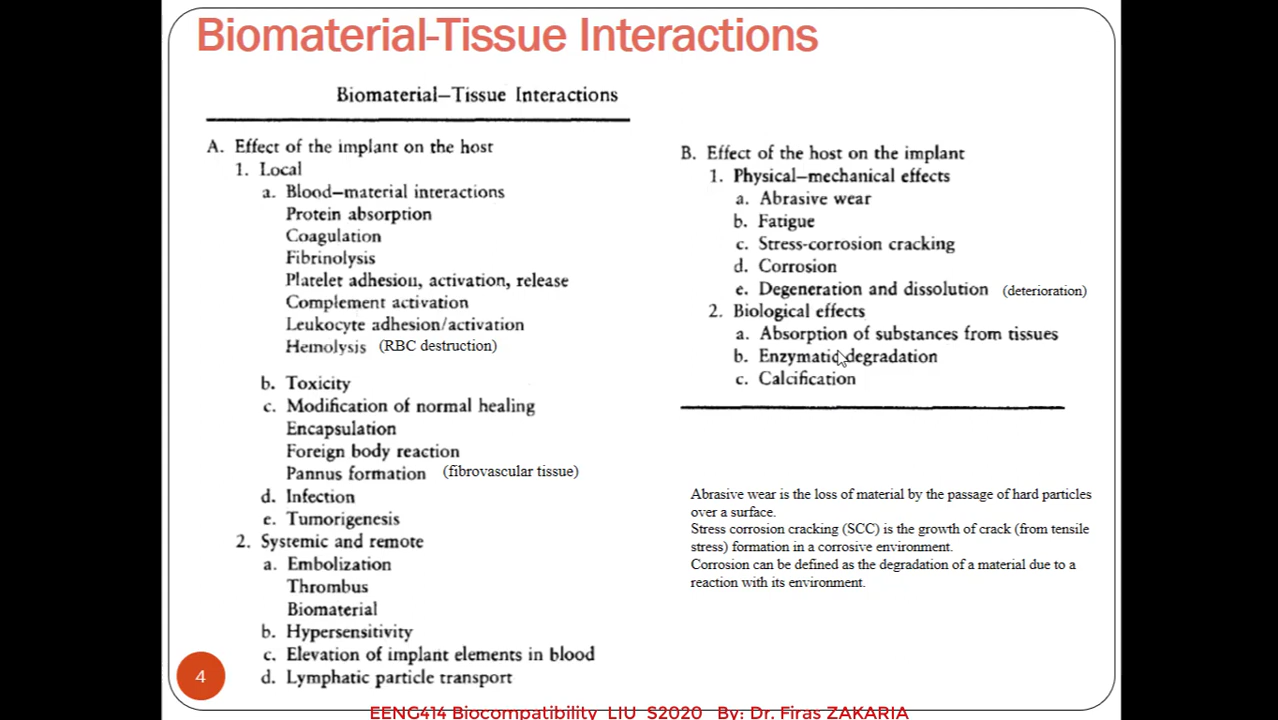 Biomaterial-Tissue Interactions
Biomaterial–Tissue Interactions
A. Effect of the implant on the host
1. Local
a. Blood–material interactions
Protein absorption
Coagulation
Fibrinolysis
Platelet adhesion, activation, release
Complement activation
Leukocyte adhesion/activation
Hemolysis (RBC destruction)
b. Toxicity
c. Modification of normal healing
Encapsulation
Foreign body reaction
Pannus formation (fibrovascular tissue)
d. Infection
e. Tumorigenesis
2. Systemic and remote
a. Embolization
Thrombus
Biomaterial
b. Hypersensitivity
c. Elevation of implant elements in blood
d. Lymphatic particle transport
B. Effect of the host on the implant
1. Physical–mechanical effects
a. Abrasive wear
b. Fatigue
c. Stress-corrosion cracking
d. Corrosion
e. Degeneration and dissolution (deterioration)
2. Biological effects
a. Absorption of substances from tissues
b. Enzymatic degradation
c. Calcification
Abrasive wear is the loss of material by the passage of hard particles
over a surface.
Stress corrosion cracking (SCC) is the growth of crack (from tensile
stress) formation in a corrosive environment.
Corrosion can be defined as the degradation of a material due to a
reaction with its environment.
4
EENG414 Biocompatibility LIU S2020 By: Dr. Firas ZAKARIA